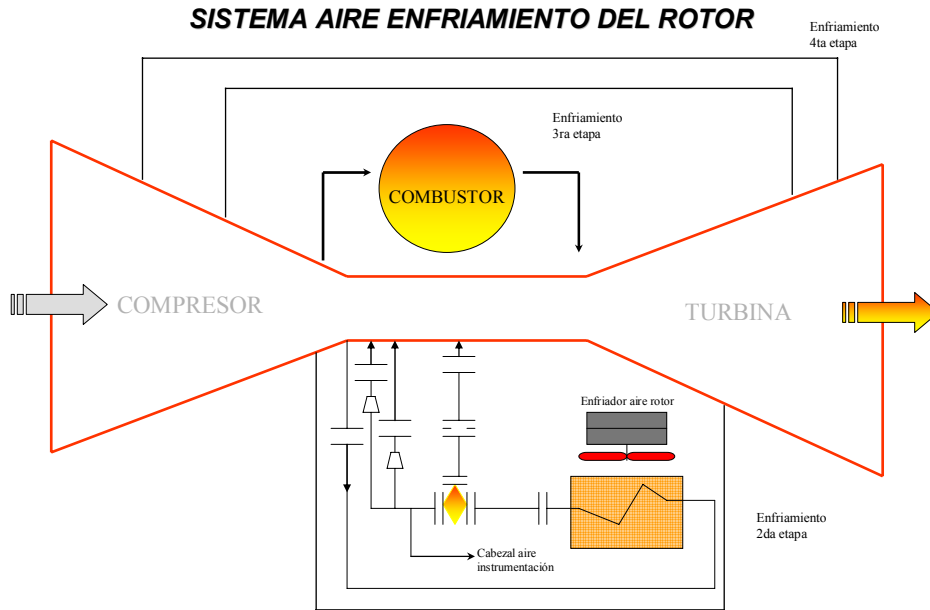 SISTEMA AIRE ENFRIAMIENTO DEL ROTOR
Enfriamiento
4ta etapa
Enfriamiento
3ra etapa
COMBUSTOR
COMPRESOR
TURBINA
Enfriador aire rotor
Enfriamiento
2da etapa
Cabezal aire
instrumentación